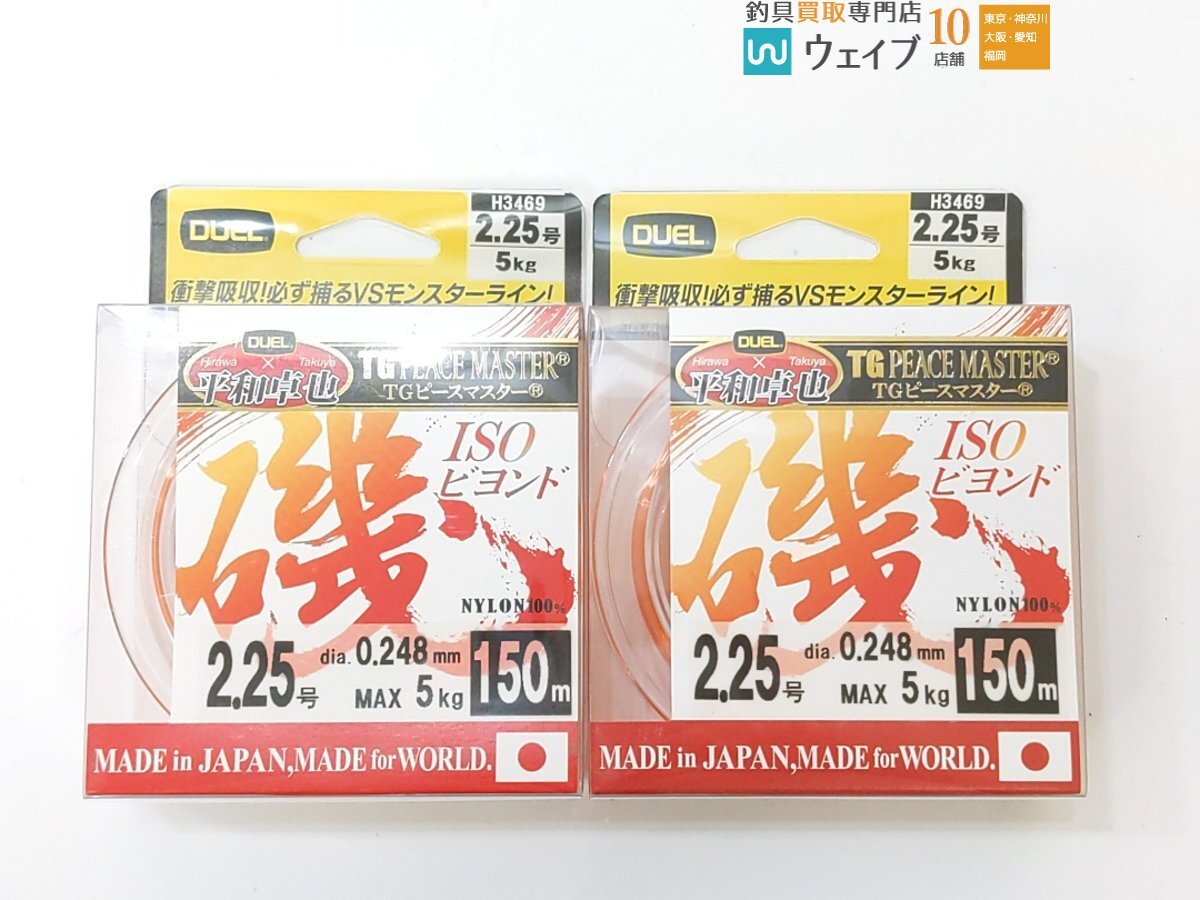 釣具買取専門店
ウェイブ
10
店舗
東京・神奈川
大阪・愛知
福岡
DUEL
H3469
2.25号
5kg
衝撃吸収!必ず捕るVSモンスターライン!
DUEL
Hirawa × Takuya
平和卓也
TG PEACE MASTER®
TGピースマスター®
磯
ISO
ビヨンド
NYLON100%
2.25号
dia. 0.248 mm
MAX 5kg
150m
MADE in JAPAN,MADE for WORLD.
DUEL
H3469
2.25号
5kg
衝撃吸収!必ず捕るVSモンスターライン!
DUEL
Hirawa × Takuya
平和卓也
TG PEACE MASTER®
TGピースマスター®
磯
ISO
ビヨンド
NYLON100%
2.25号
dia. 0.248 mm
MAX 5kg
150m
MADE in JAPAN,MADE for WORLD.